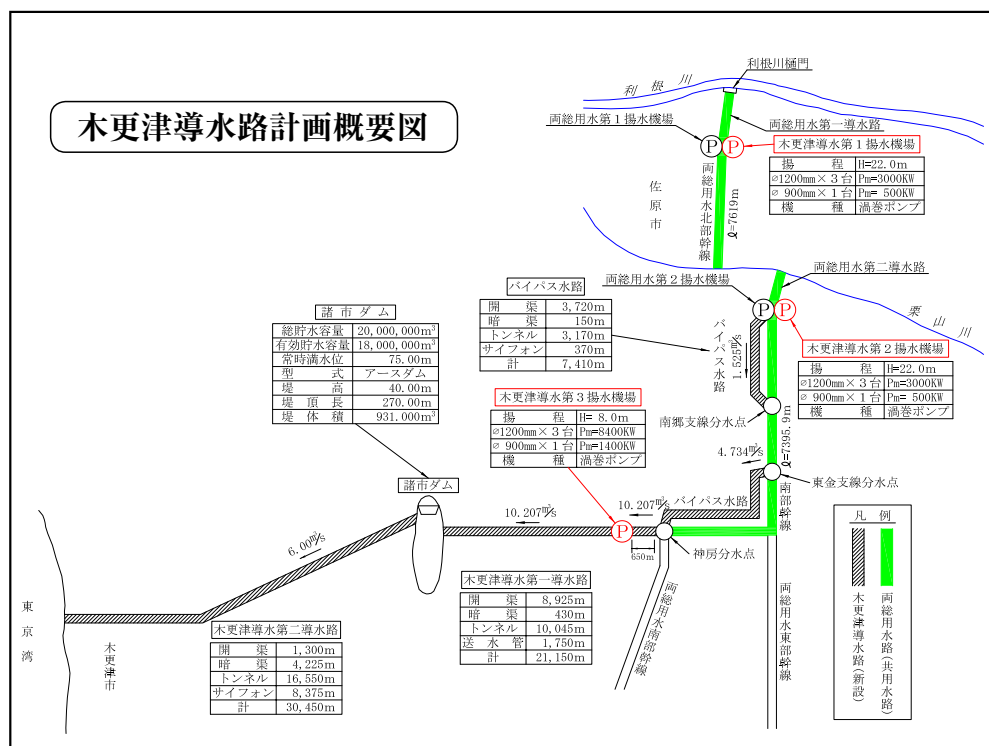 木更津導水路計画概要図
利根川樋門
利根川
両総用水第1揚水機場
両総用水第一導水路
P
P
木更津導水第1揚水機場
揚程 H=22.0m
∅1200mm×3台 Pm=3000KW
∅ 900mm×1台 Pm= 500KW
機種 渦巻ポンプ
佐原市
両総用水北部幹線
ℓ=7619m
両総用水第二導水路
両総用水第2揚水機場
栗山川
P
P
木更津導水第2揚水機場
揚程 H=22.0m
∅1200mm×3台 Pm=3000KW
∅ 900mm×1台 Pm= 500KW
機種 渦巻ポンプ
バイパス水路
開渠 3,720m
暗渠 150m
トンネル 3,170m
サイフォン 370m
計 7,410m
バイパス水路
1.525m³/s
諸市ダム
総貯水容量 20,000,000m³
有効貯水容量 18,000,000m³
常時満水位 75.00m
型式 アースダム
堤高 40.00m
堤頂長 270.00m
堤体積 931.000m³
木更津導水第3揚水機場
揚程 H= 8.0m
∅1200mm×3台 Pm=8400KW
∅ 900mm×1台 Pm=1400KW
機種 渦巻ポンプ
南郷支線分水点
ℓ=7395.9m
4.734m³/s
東金支線分水点
南部幹線
諸市ダム
10.207m³/s
10.207m³/s
バイパス水路
P
650m
神房分水点
6.00m³/s
東京湾
木更津市
木更津導水第二導水路
開渠 1,300m
暗渠 4,225m
トンネル 16,550m
サイフォン 8,375m
計 30,450m
木更津導水第一導水路
開渠 8,925m
暗渠 430m
トンネル 10,045m
送水管 1,750m
計 21,150m
両総用水南部幹線
両総用水東部幹線
凡例
木更津導水路(新設)
両総用水路(共用水路)